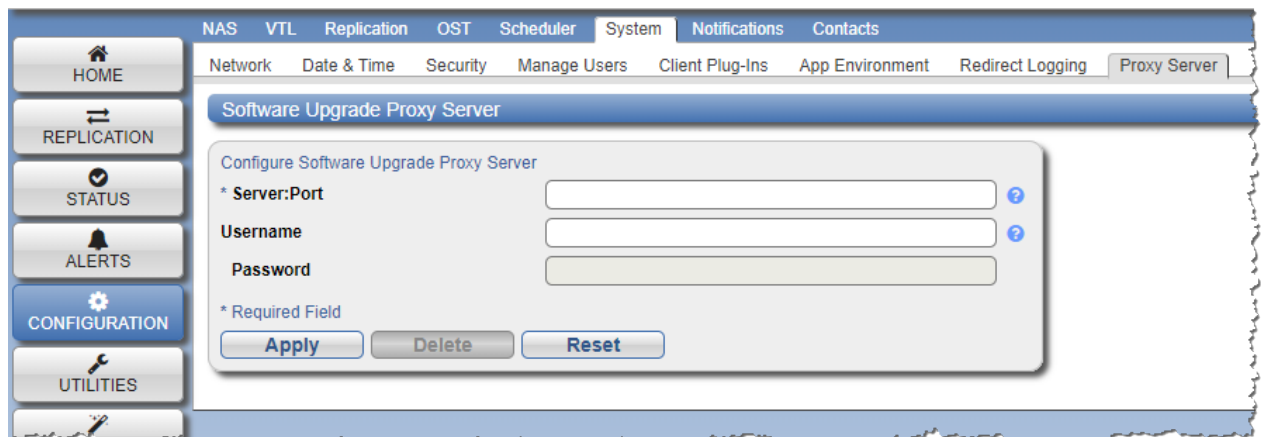 NAS VTL Replication OST Scheduler System Notifications Contacts
Network Date & Time Security Manage Users Client Plug-Ins App Environment Redirect Logging Proxy Server
HOME
REPLICATION
STATUS
ALERTS
CONFIGURATION
UTILITIES
Software Upgrade Proxy Server
Configure Software Upgrade Proxy Server
* Server:Port
?
Username
?
Password
* Required Field
Apply Delete Reset